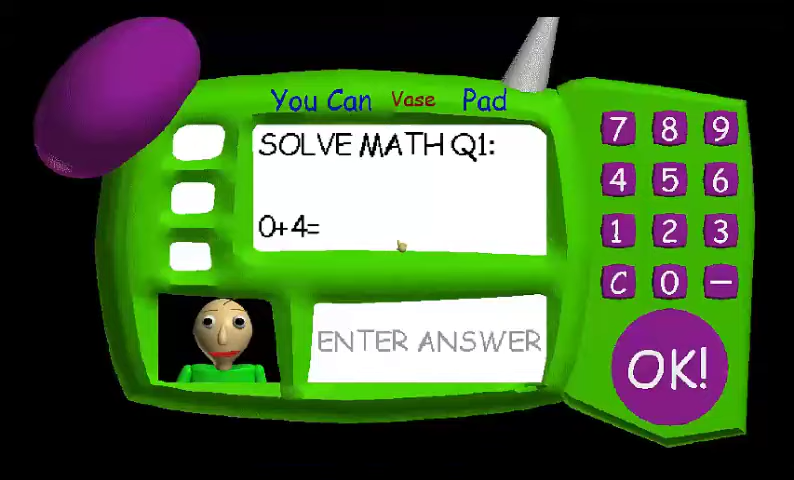 You Can Vase Pad
SOLVE MATH Q1:
0+4=
ENTER ANSWER
7 8 9
4 5 6
1 2 3
C 0 −
OK!